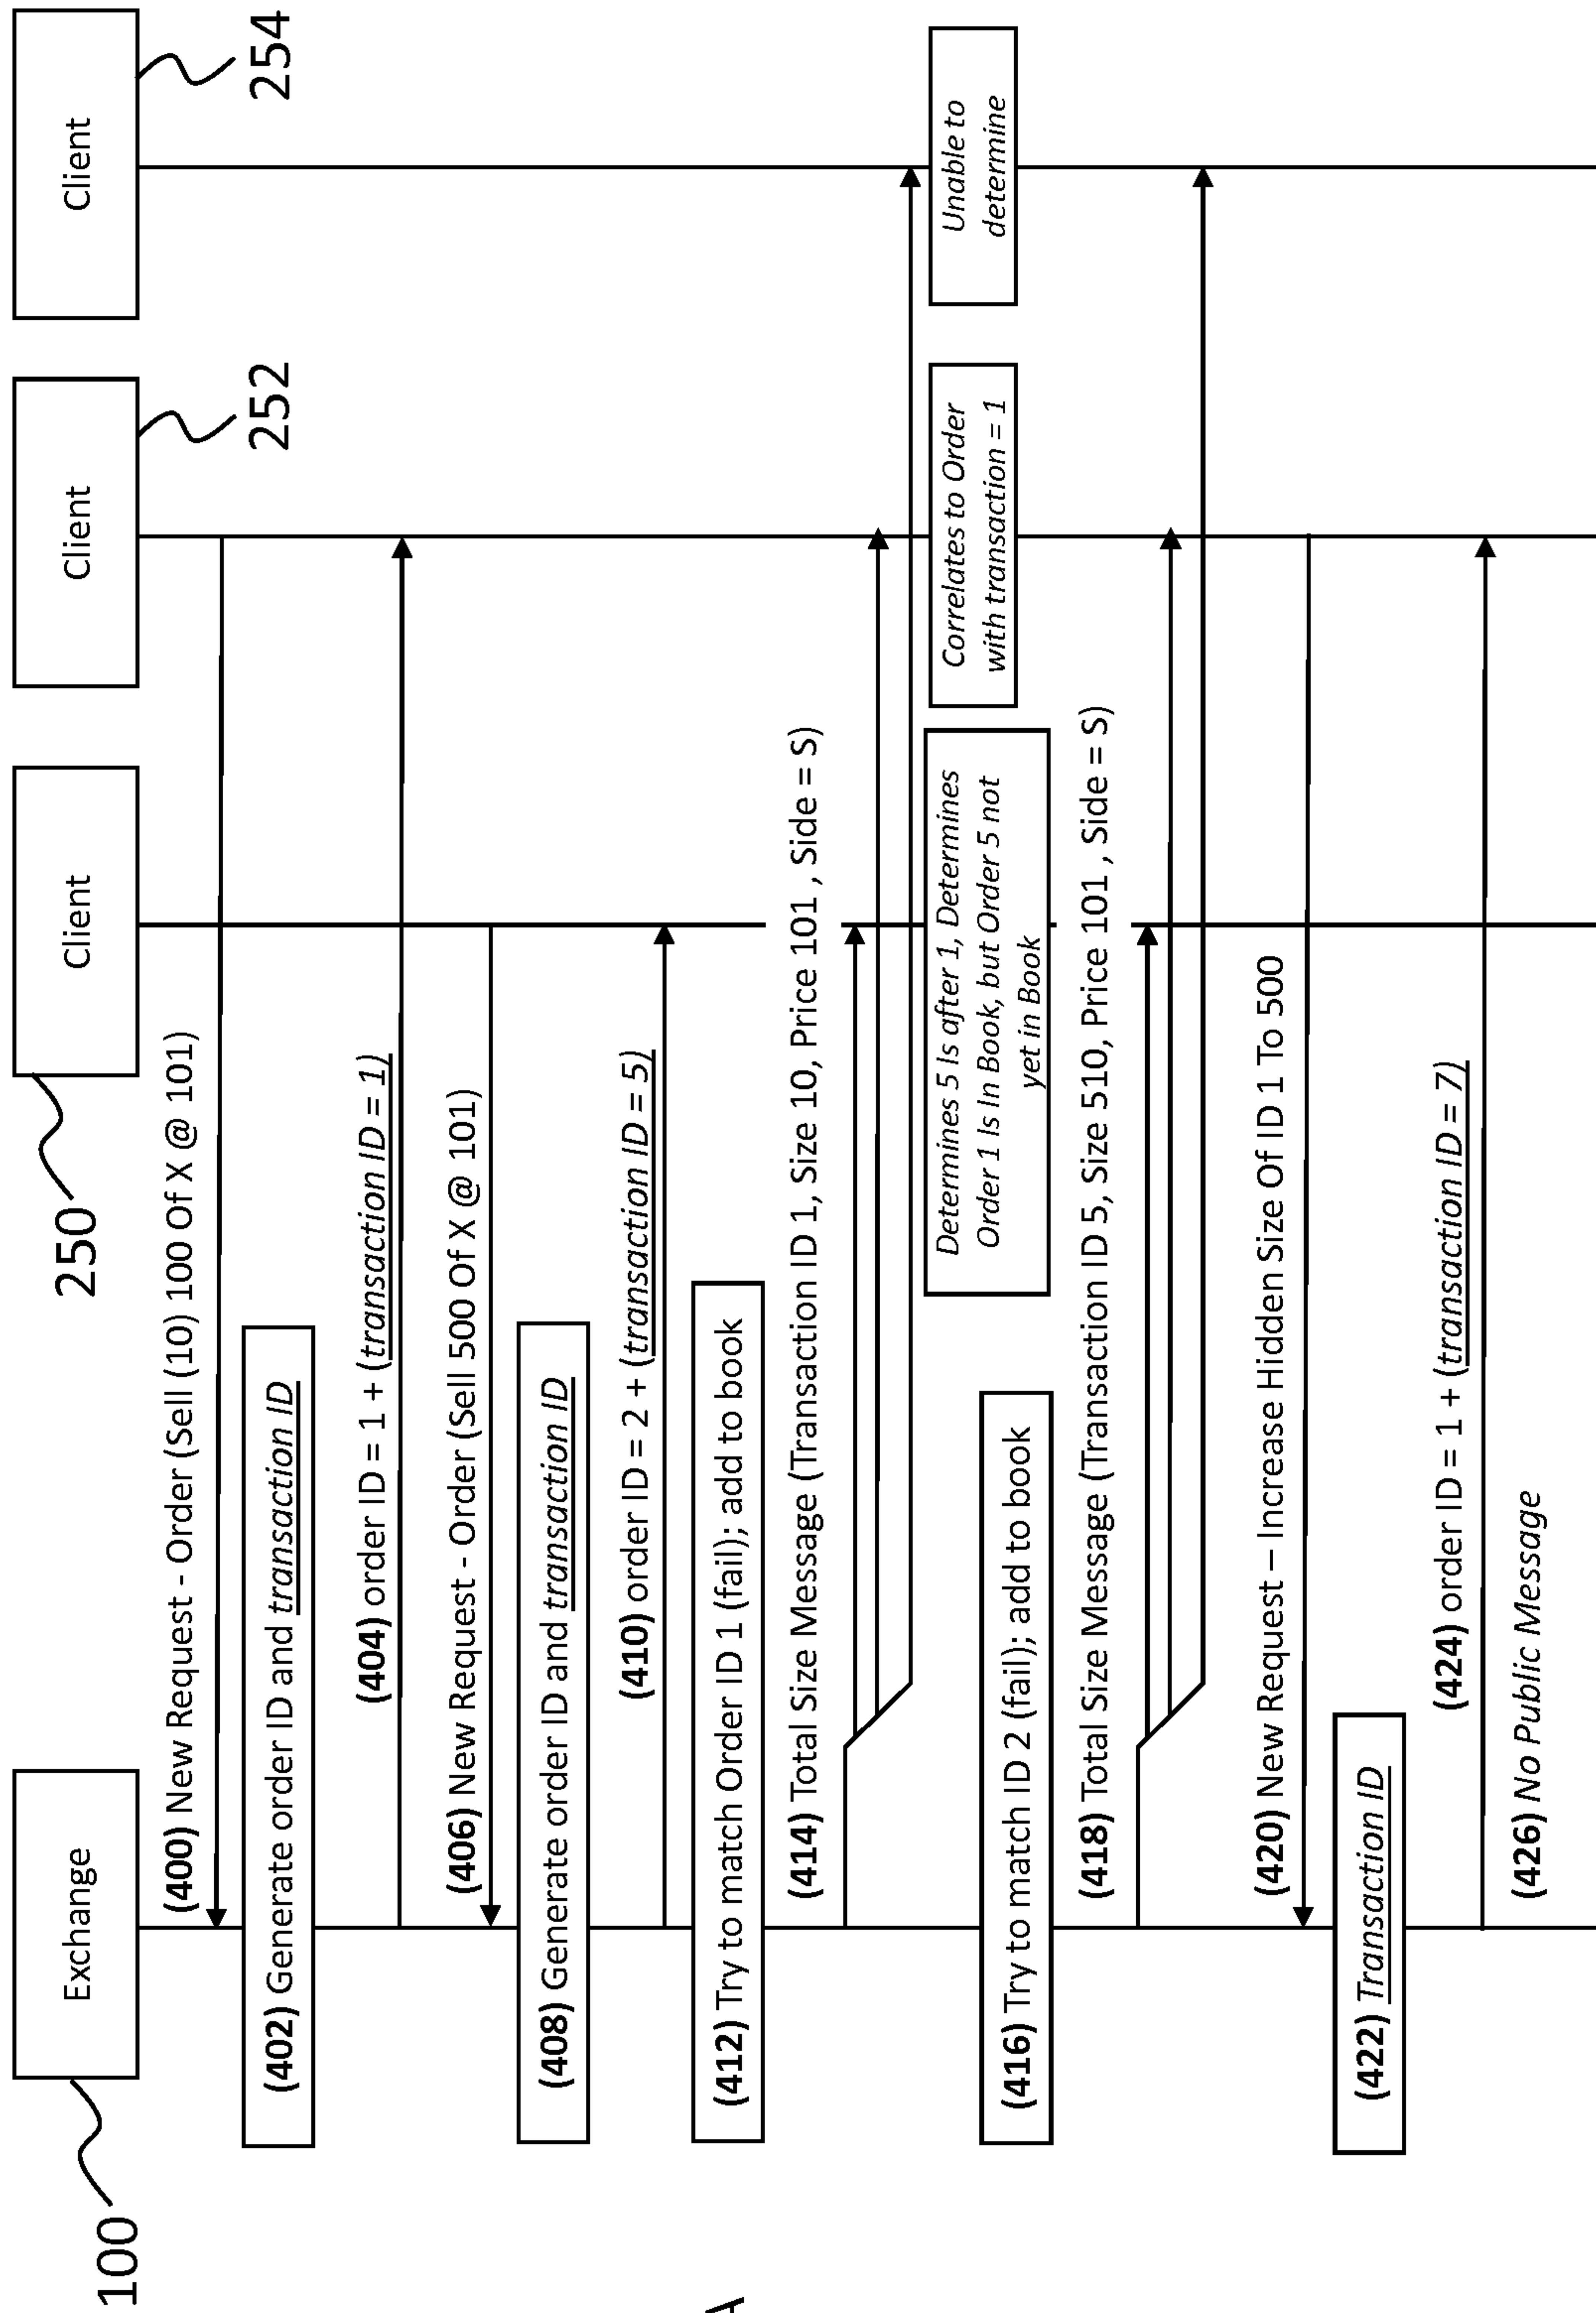 Exchange
Client
Client
Client
100
250
252
254
(400) New Request - Order (Sell (10) 100 Of X @ 101)
(402) Generate order ID and transaction ID
(404) order ID = 1 + (transaction ID = 1)
(406) New Request - Order (Sell 500 Of X @ 101)
(408) Generate order ID and transaction ID
(410) order ID = 2 + (transaction ID = 5)
(412) Try to match Order ID 1 (fail); add to book
(414) Total Size Message (Transaction ID 1, Size 10, Price 101 , Side = S)
Determines 5 Is after 1, Determines
Order 1 Is In Book, but Order 5 not
yet in Book
Correlates to Order
with transaction = 1
Unable to
determine
(416) Try to match ID 2 (fail); add to book
(418) Total Size Message (Transaction ID 5, Size 510, Price 101 , Side = S)
(420) New Request – Increase Hidden Size Of ID 1 To 500
(422) Transaction ID
(424) order ID = 1 + (transaction ID = 7)
(426) No Public Message